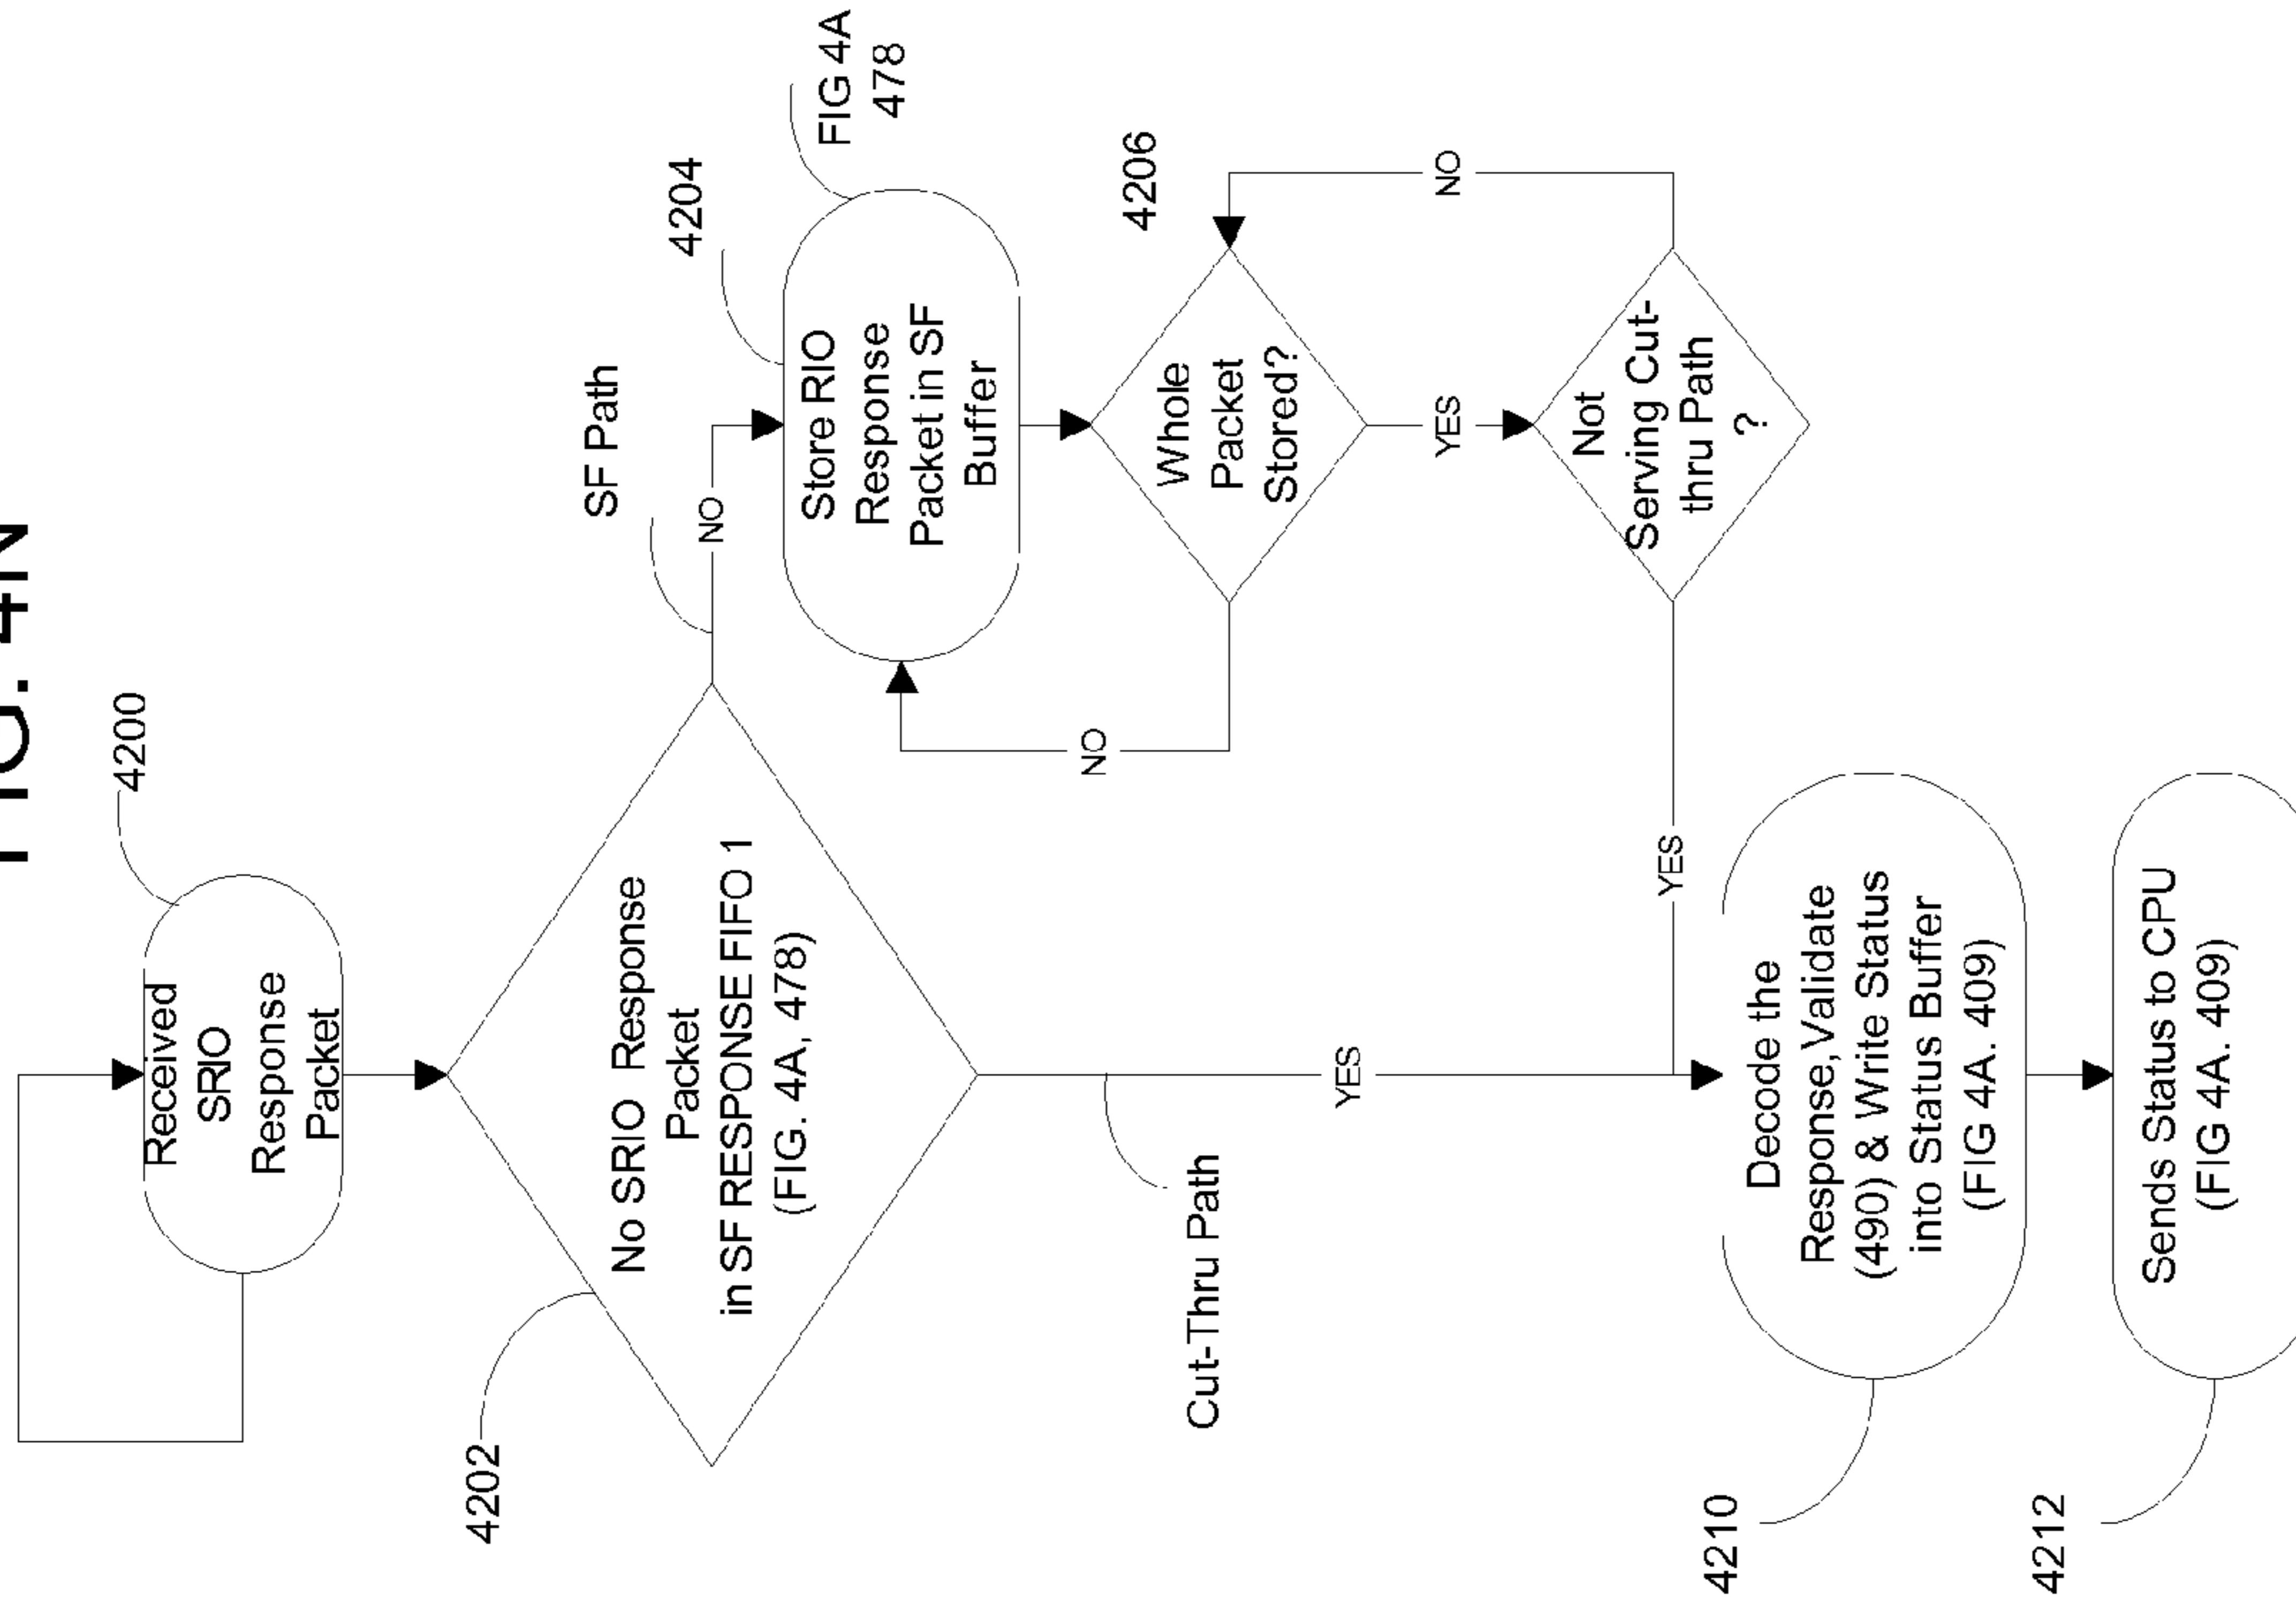 FIG. 4N
4200
Received
SRIO
Response
Packet
4202
No SRIO Response
Packet
in SF RESPONSE FIFO 1
(FIG. 4A, 478)
SF Path
NO
4204
FIG 4A
478
Store RIO
Response
Packet in SF
Buffer
4206
Whole
Packet
Stored?
NO
YES
NO
Not
Serving Cut-
thru Path
?
YES
Cut-Thru Path
YES
4210
Decode the
Response,Validate
(490) & Write Status
into Status Buffer
(FIG 4A. 409)
4212
Sends Status to CPU
(FIG 4A. 409)